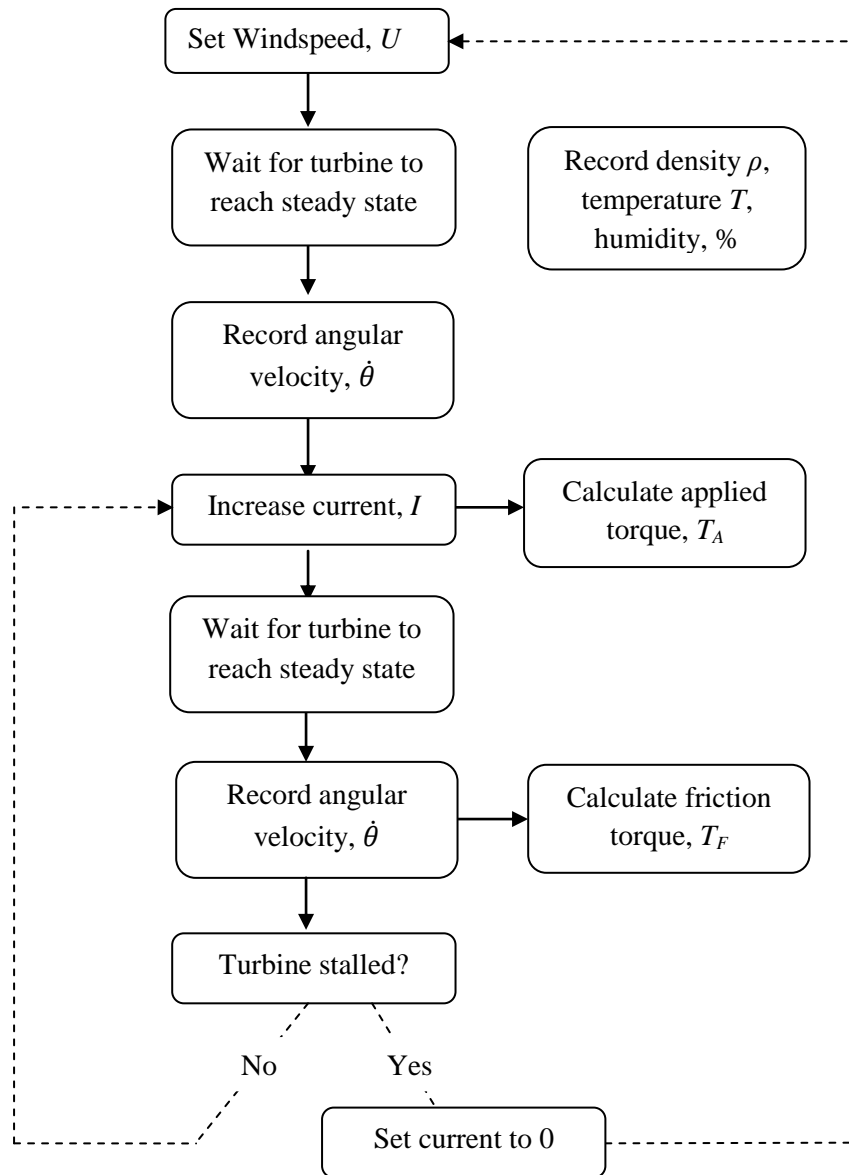 Set Windspeed, U
Wait for turbine to
reach steady state
Record density ρ,
temperature T,
humidity, %
Record angular
velocity, θ̇
Increase current, I
Calculate applied
torque, T_A
Wait for turbine to
reach steady state
Record angular
velocity, θ̇
Calculate friction
torque, T_F
Turbine stalled?
No
Yes
Set current to 0